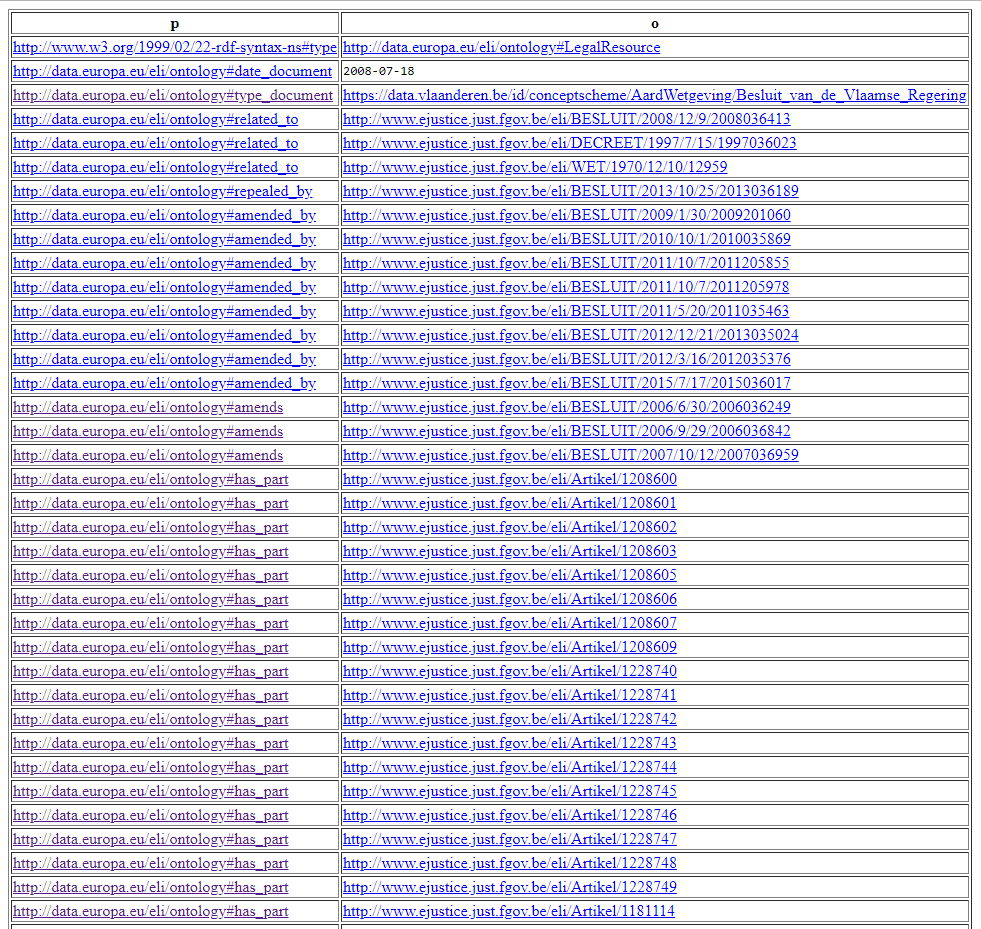 p o
http://www.w3.org/1999/02/22-rdf-syntax-ns#type http://data.europa.eu/eli/ontology#LegalResource
http://data.europa.eu/eli/ontology#date_document 2008-07-18
http://data.europa.eu/eli/ontology#type_document https://data.vlaanderen.be/id/conceptscheme/AardWetgeving/Besluit_van_de_Vlaamse_Regering
http://data.europa.eu/eli/ontology#related_to http://www.ejustice.just.fgov.be/eli/BESLUIT/2008/12/9/2008036413
http://data.europa.eu/eli/ontology#related_to http://www.ejustice.just.fgov.be/eli/DECREET/1997/7/15/1997036023
http://data.europa.eu/eli/ontology#related_to http://www.ejustice.just.fgov.be/eli/WET/1970/12/10/12959
http://data.europa.eu/eli/ontology#repealed_by http://www.ejustice.just.fgov.be/eli/BESLUIT/2013/10/25/2013036189
http://data.europa.eu/eli/ontology#amended_by http://www.ejustice.just.fgov.be/eli/BESLUIT/2009/1/30/2009201060
http://data.europa.eu/eli/ontology#amended_by http://www.ejustice.just.fgov.be/eli/BESLUIT/2010/10/1/2010035869
http://data.europa.eu/eli/ontology#amended_by http://www.ejustice.just.fgov.be/eli/BESLUIT/2011/10/7/2011205855
http://data.europa.eu/eli/ontology#amended_by http://www.ejustice.just.fgov.be/eli/BESLUIT/2011/10/7/2011205978
http://data.europa.eu/eli/ontology#amended_by http://www.ejustice.just.fgov.be/eli/BESLUIT/2011/5/20/2011035463
http://data.europa.eu/eli/ontology#amended_by http://www.ejustice.just.fgov.be/eli/BESLUIT/2012/12/21/2013035024
http://data.europa.eu/eli/ontology#amended_by http://www.ejustice.just.fgov.be/eli/BESLUIT/2012/3/16/2012035376
http://data.europa.eu/eli/ontology#amended_by http://www.ejustice.just.fgov.be/eli/BESLUIT/2015/7/17/2015036017
http://data.europa.eu/eli/ontology#amends http://www.ejustice.just.fgov.be/eli/BESLUIT/2006/6/30/2006036249
http://data.europa.eu/eli/ontology#amends http://www.ejustice.just.fgov.be/eli/BESLUIT/2006/9/29/2006036842
http://data.europa.eu/eli/ontology#amends http://www.ejustice.just.fgov.be/eli/BESLUIT/2007/10/12/2007036959
http://data.europa.eu/eli/ontology#has_part http://www.ejustice.just.fgov.be/eli/Artikel/1208600
http://data.europa.eu/eli/ontology#has_part http://www.ejustice.just.fgov.be/eli/Artikel/1208601
http://data.europa.eu/eli/ontology#has_part http://www.ejustice.just.fgov.be/eli/Artikel/1208602
http://data.europa.eu/eli/ontology#has_part http://www.ejustice.just.fgov.be/eli/Artikel/1208603
http://data.europa.eu/eli/ontology#has_part http://www.ejustice.just.fgov.be/eli/Artikel/1208605
http://data.europa.eu/eli/ontology#has_part http://www.ejustice.just.fgov.be/eli/Artikel/1208606
http://data.europa.eu/eli/ontology#has_part http://www.ejustice.just.fgov.be/eli/Artikel/1208607
http://data.europa.eu/eli/ontology#has_part http://www.ejustice.just.fgov.be/eli/Artikel/1208609
http://data.europa.eu/eli/ontology#has_part http://www.ejustice.just.fgov.be/eli/Artikel/1228740
http://data.europa.eu/eli/ontology#has_part http://www.ejustice.just.fgov.be/eli/Artikel/1228741
http://data.europa.eu/eli/ontology#has_part http://www.ejustice.just.fgov.be/eli/Artikel/1228742
http://data.europa.eu/eli/ontology#has_part http://www.ejustice.just.fgov.be/eli/Artikel/1228743
http://data.europa.eu/eli/ontology#has_part http://www.ejustice.just.fgov.be/eli/Artikel/1228744
http://data.europa.eu/eli/ontology#has_part http://www.ejustice.just.fgov.be/eli/Artikel/1228745
http://data.europa.eu/eli/ontology#has_part http://www.ejustice.just.fgov.be/eli/Artikel/1228746
http://data.europa.eu/eli/ontology#has_part http://www.ejustice.just.fgov.be/eli/Artikel/1228747
http://data.europa.eu/eli/ontology#has_part http://www.ejustice.just.fgov.be/eli/Artikel/1228748
http://data.europa.eu/eli/ontology#has_part http://www.ejustice.just.fgov.be/eli/Artikel/1228749
http://data.europa.eu/eli/ontology#has_part http://www.ejustice.just.fgov.be/eli/Artikel/1181114